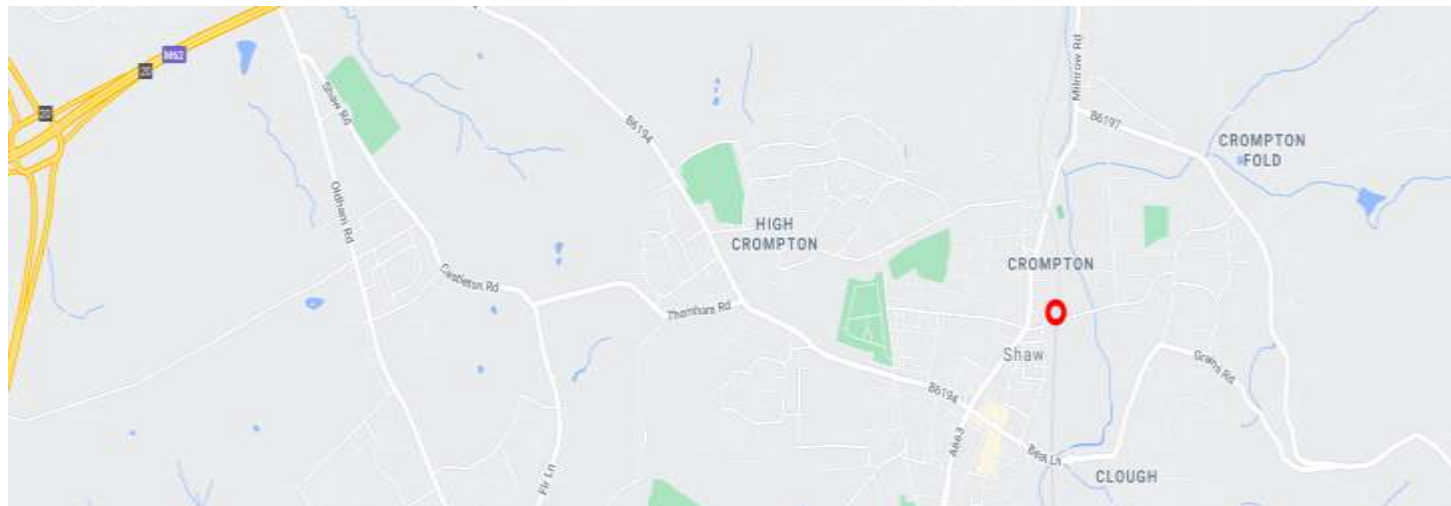 M62
20
20
Shaw Rd
Oldham Rd
Castleton Rd
Thornham Rd
Fir Ln
B6194
HIGH
CROMPTON
Milnrow Rd
B6197
CROMPTON
FOLD
CROMPTON
Shaw
Grains Rd
B6194
A663
Beal Ln
CLOUGH